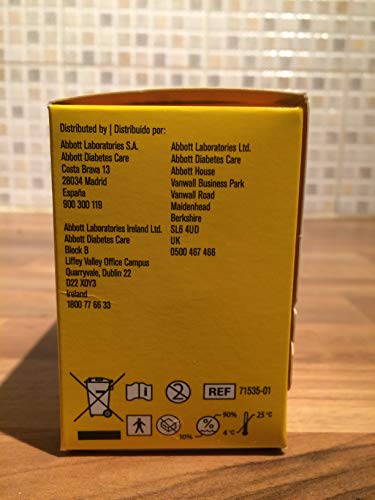 Distributed by | Distribuido por:
Abbott Laboratories S.A.
Abbott Diabetes Care
Costa Brava 13
28034 Madrid
España
900 300 119
Abbott Laboratories Ireland Ltd.
Abbott Diabetes Care
Block B
Liffey Valley Office Campus
Quarryvale, Dublin 22
D22 X0Y3
Ireland
1800 77 66 33
Abbott Laboratories Ltd.
Abbott Diabetes Care
Abbott House
Vanwall Business Park
Vanwall Road
Maidenhead
Berkshire
SL6 4UD
UK
0500 467 466
REF 71535-01
i
2
10%
%
90%
4°C
25 °C